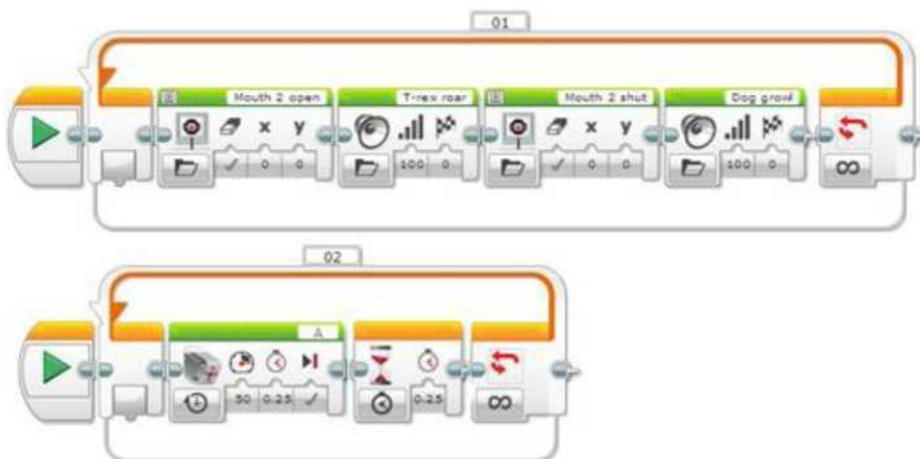 01
Mouth 2 open
T-rex roar
Mouth 2 shut
Dog growl
x y
x y
0 0
100 0
0 0
100 0
∞
02
A
50 0.25
0.25
∞